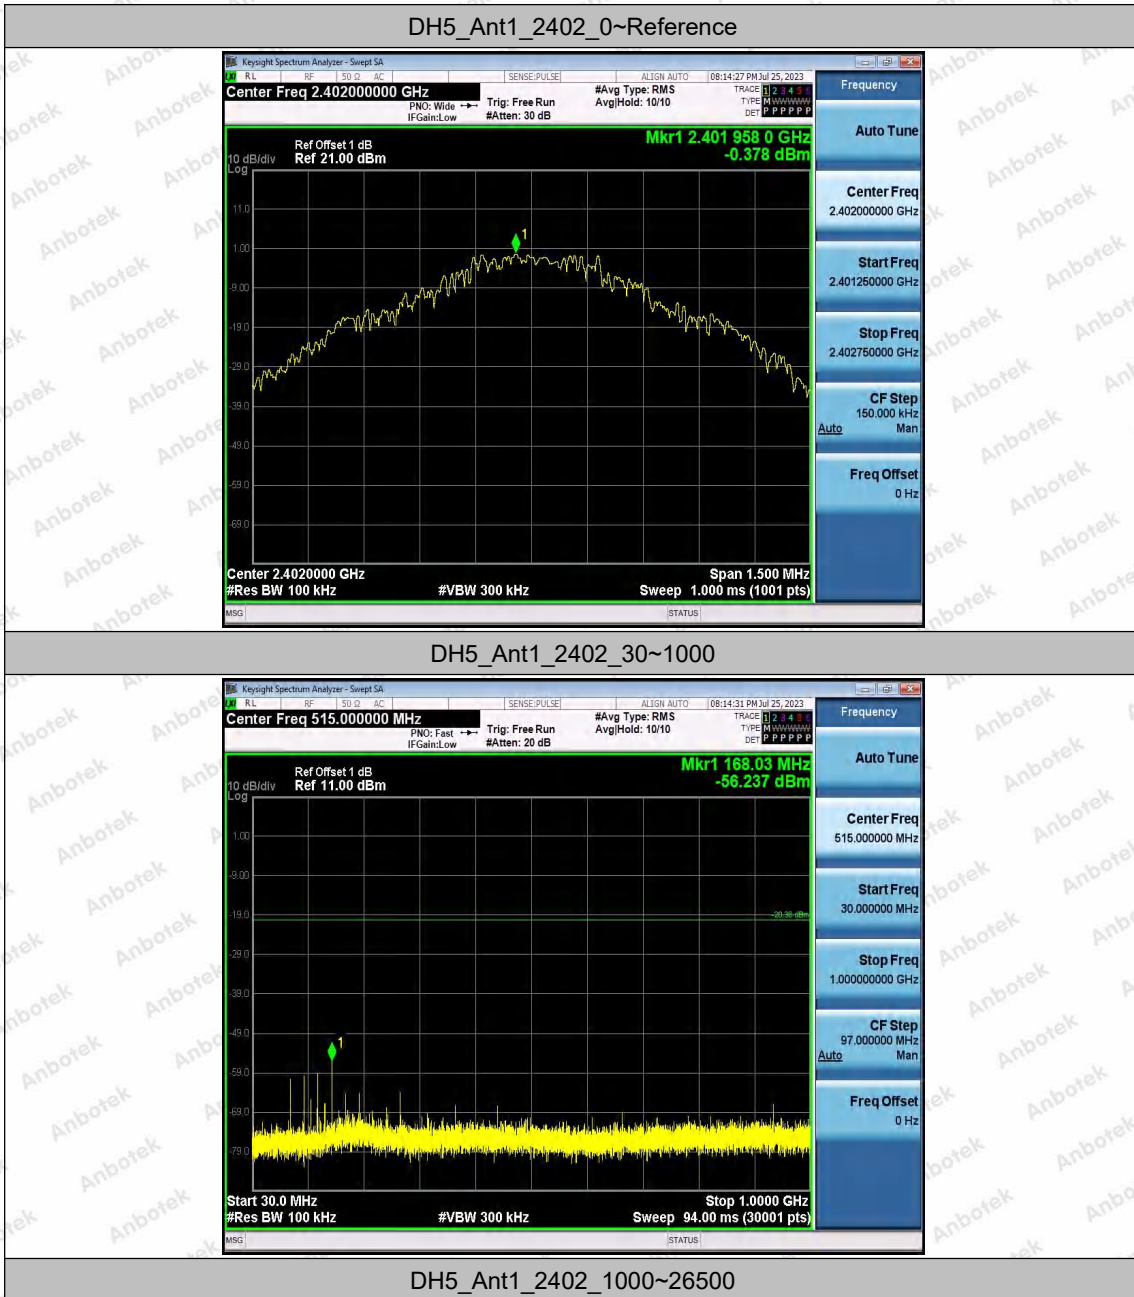 DH5_Ant1_2402_0~Reference
Keysight Spectrum Analyzer - Swept SA
RL RF 50 Ω AC SENSE:PULSE ALIGN AUTO 08:14:27 PM Jul 25, 2023
Center Freq 2.402000000 GHz
PNO: Wide
IFGain:Low
Trig: Free Run
#Atten: 30 dB
#Avg Type: RMS
Avg|Hold: 10/10
TRACE 1 2 3 4 5 6
TYPE M W W W W W
DET P P P P P P
Mkr1 2.401 958 0 GHz
-0.378 dBm
Ref Offset 1 dB
10 dB/div Ref 21.00 dBm
Log
11.0
1.00
-9.00
-19.0
-29.0
-39.0
-49.0
-59.0
-69.0
1
Center 2.4020000 GHz Span 1.500 MHz
#Res BW 100 kHz #VBW 300 kHz Sweep 1.000 ms (1001 pts)
MSG STATUS
Frequency
Auto Tune
Center Freq
2.402000000 GHz
Start Freq
2.401250000 GHz
Stop Freq
2.402750000 GHz
CF Step
150.000 kHz
Auto Man
Freq Offset
0 Hz
DH5_Ant1_2402_30~1000
Keysight Spectrum Analyzer - Swept SA
RL RF 50 Ω AC SENSE:PULSE ALIGN AUTO 08:14:31 PM Jul 25, 2023
Center Freq 515.000000 MHz
PNO: Fast
IFGain:Low
Trig: Free Run
#Atten: 20 dB
#Avg Type: RMS
Avg|Hold: 10/10
TRACE 1 2 3 4 5 6
TYPE M W W W W W
DET P P P P P P
Mkr1 168.03 MHz
-56.237 dBm
Ref Offset 1 dB
10 dB/div Ref 11.00 dBm
Log
1.00
-9.00
-19.0
-29.0
-39.0
-49.0
-59.0
-69.0
-79.0
-20.38 dBm
1
Start 30.0 MHz Stop 1.0000 GHz
#Res BW 100 kHz #VBW 300 kHz Sweep 94.00 ms (30001 pts)
MSG STATUS
Frequency
Auto Tune
Center Freq
515.000000 MHz
Start Freq
30.000000 MHz
Stop Freq
1.000000000 GHz
CF Step
97.000000 MHz
Auto Man
Freq Offset
0 Hz
DH5_Ant1_2402_1000~26500
Anbotek